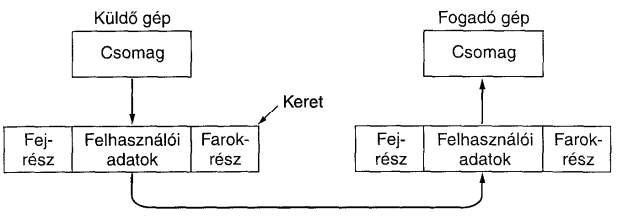 Küldő gép
Csomag
Keret
Fej-
rész
Felhasználói
adatok
Farok-
rész
Fogadó gép
Csomag
Fej-
rész
Felhasználói
adatok
Farok-
rész